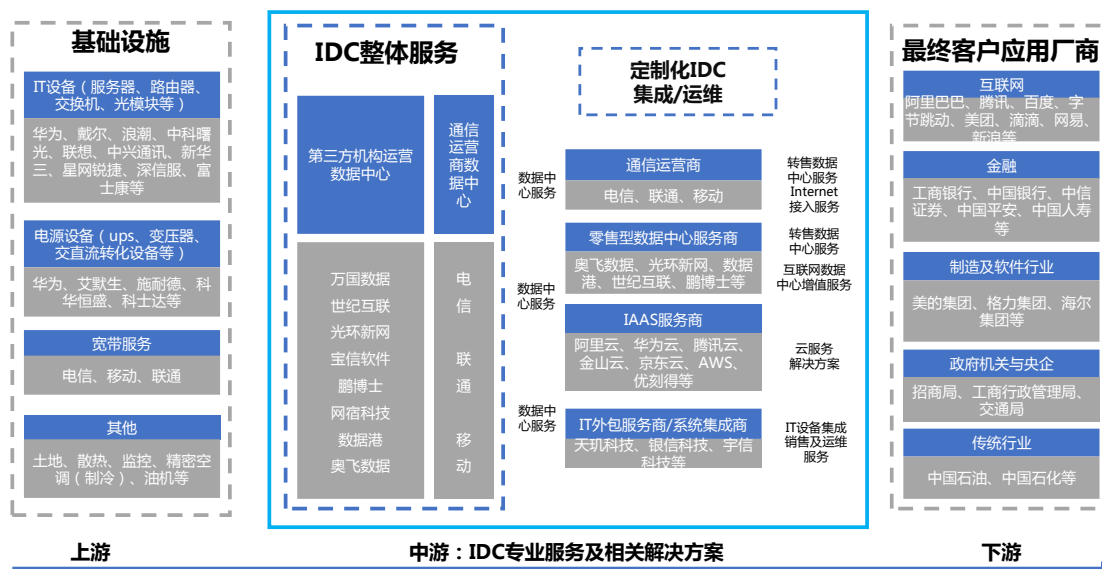 基础设施
IT设备（服务器、路由器、
交换机、光模块等）
华为、戴尔、浪潮、中科曙
光、联想、中兴通讯、新华
三、星网锐捷、深信服、富
士康等
电源设备（ups、变压器、
交直流转化设备等）
华为、艾默生、施耐德、科
华恒盛、科士达等
宽带服务
电信、移动、联通
其他
土地、散热、监控、精密空
调（制冷）、油机等
上游
IDC整体服务
第三方机构运营
数据中心
通信
运营
商数
据中
心
万国数据
世纪互联
光环新网
宝信软件
鹏博士
网宿科技
数据港
奥飞数据
电
信
联
通
移
动
定制化IDC
集成/运维
数据中
心服务
通信运营商
电信、联通、移动
转售数据
中心服务
Internet
接入服务
数据中
心服务
零售型数据中心服务商
奥飞数据、光环新网、数据
港、世纪互联、鹏博士等
转售数据
中心服务
互联网数据
中心增值服务
IAAS服务商
阿里云、华为云、腾讯云、
金山云、京东云、AWS、
优刻得等
云服务
解决方案
数据中
心服务
IT外包服务商/系统集成商
天玑科技、银信科技、宇信
科技等
IT设备集成
销售及运维
服务
中游：IDC专业服务及相关解决方案
最终客户应用厂商
互联网
阿里巴巴、腾讯、百度、字
节跳动、美团、滴滴、网易、
新浪等
金融
工商银行、中国银行、中信
证券、中国平安、中国人寿
等
制造及软件行业
美的集团、格力集团、海尔
集团等
政府机关与央企
招商局、工商行政管理局、
交通局
传统行业
中国石油、中国石化等
下游